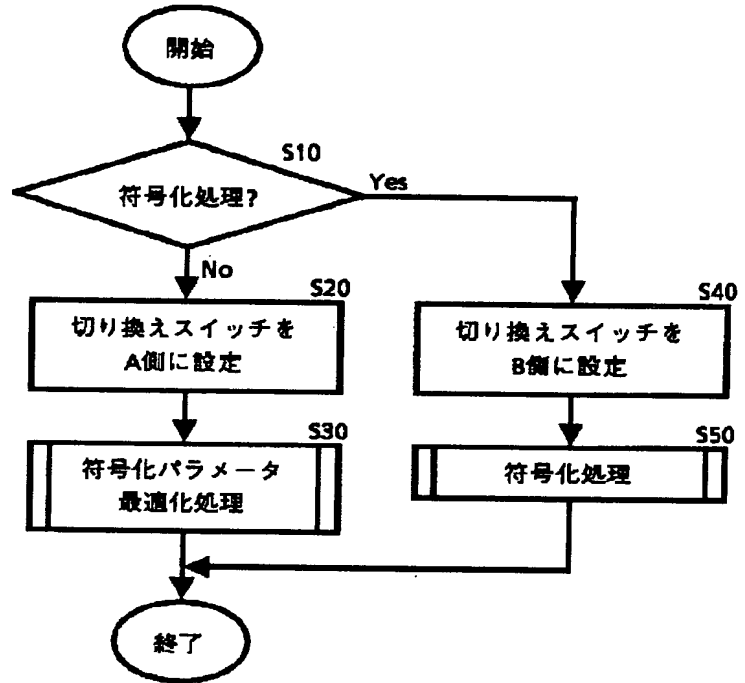 開始
S10
符号化処理?
Yes
No
S20
切り換えスイッチを
A側に設定
S40
切り換えスイッチを
B側に設定
S30
符号化パラメータ
最適化処理
S50
符号化処理
終了